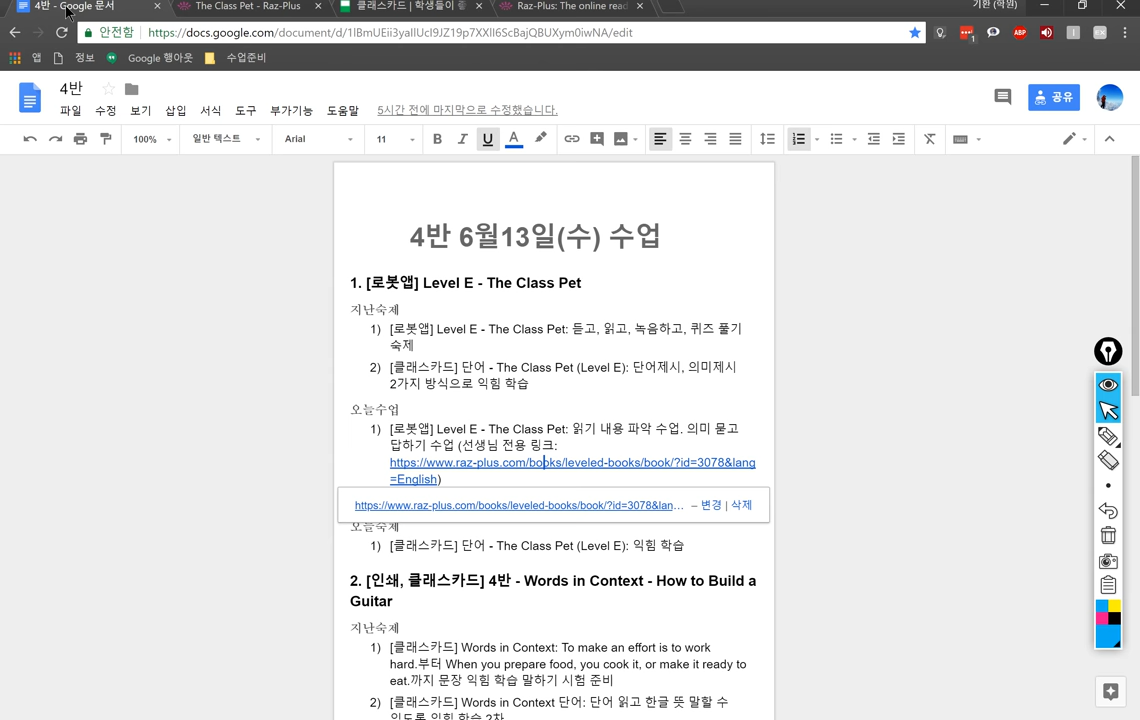 4반 - Google 문서
The Class Pet - Raz-Plus
클래스카드 | 학생들이 좋
Raz-Plus: The online read
기환 (학원)
안전함
https://docs.google.com/document/d/1IBmUEii3yaIlUcI9JZ19p7XXlI6ScBajQBUXym0iwNA/edit
앱
정보
Google 행아웃
수업준비
4반
파일 수정 보기 삽입 서식 도구 부가기능 도움말 5시간 전에 마지막으로 수정했습니다.
공유
100% 일반 텍스트 Arial 11 B I U A
4반 6월13일(수) 수업
1. [로봇앱] Level E - The Class Pet
지난숙제
1) [로봇앱] Level E - The Class Pet: 듣고, 읽고, 녹음하고, 퀴즈 풀기
숙제
2) [클래스카드] 단어 - The Class Pet (Level E): 단어제시, 의미제시
2가지 방식으로 익힘 학습
오늘수업
1) [로봇앱] Level E - The Class Pet: 읽기 내용 파악 수업. 의미 묻고
답하기 수업 (선생님 전용 링크:
https://www.raz-plus.com/books/leveled-books/book/?id=3078&lang
=English)
https://www.raz-plus.com/books/leveled-books/book/?id=3078&lan... – 변경 | 삭제
오늘숙제
1) [클래스카드] 단어 - The Class Pet (Level E): 익힘 학습
2. [인쇄, 클래스카드] 4반 - Words in Context - How to Build a
Guitar
지난숙제
1) [클래스카드] Words in Context: To make an effort is to work
hard.부터 When you prepare food, you cook it, or make it ready to
eat.까지 문장 익힘 학습 말하기 시험 준비
2) [클래스카드] Words in Context 단어: 단어 읽고 한글 뜻 말할 수
있도록 익힘 학습 2차